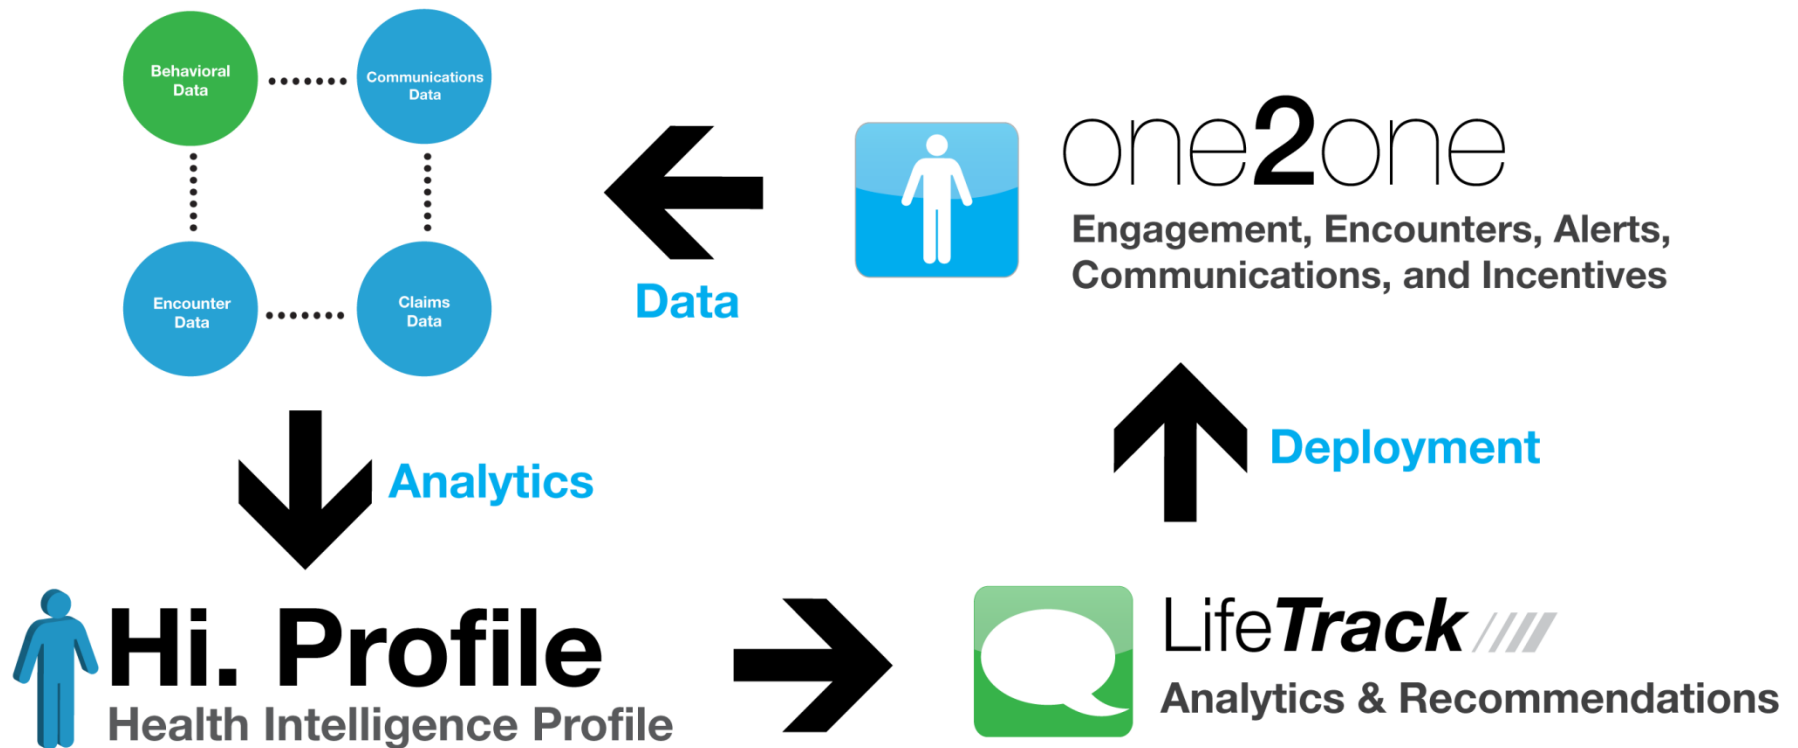 Behavioral
Data
Communications
Data
Encounter
Data
Claims
Data
Data
one2one
Engagement, Encounters, Alerts,
Communications, and Incentives
Analytics
Deployment
Hi. Profile
Health Intelligence Profile
LifeTrack
Analytics & Recommendations